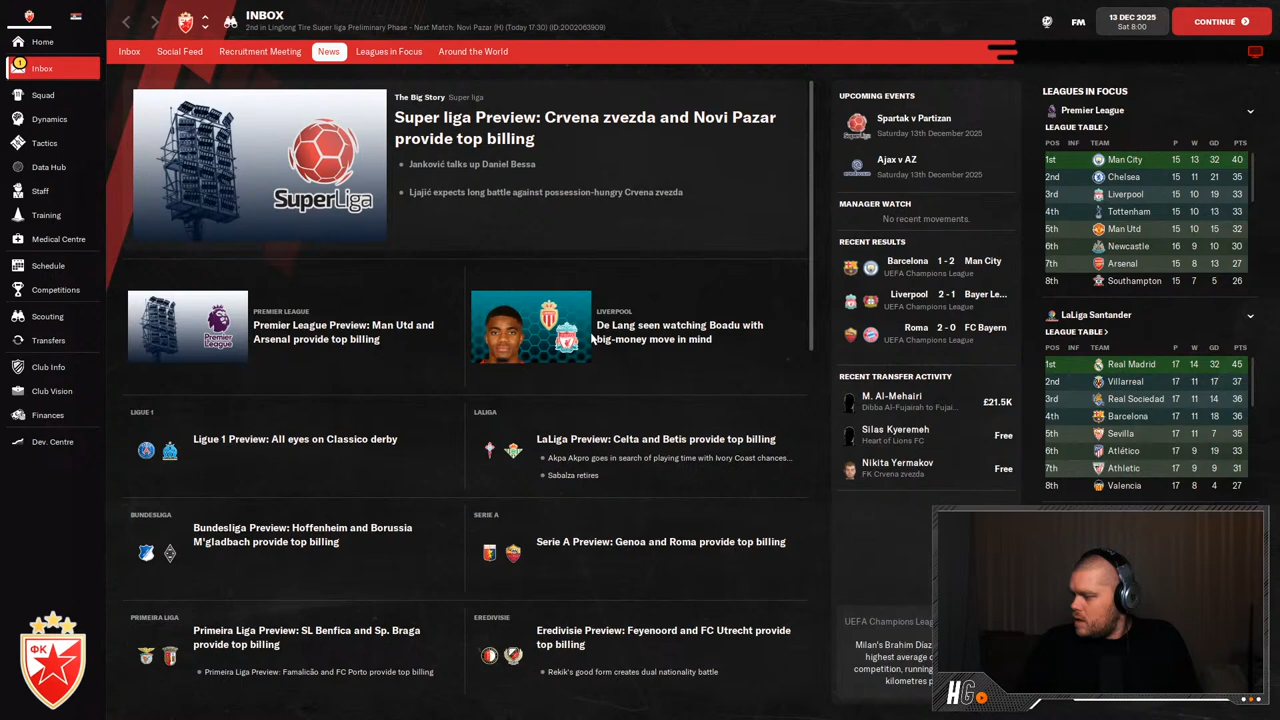 INBOX
2nd in Linglong Tire Super liga Preliminary Phase - Next Match: Novi Pazar (H) (Today 17:30) (ID:2002063909)
FM
13 DEC 2025
Sat 8:00
CONTINUE
Home
1
Inbox
Squad
Dynamics
Tactics
Data Hub
Staff
Training
Medical Centre
Schedule
Competitions
Scouting
Transfers
Club Info
Club Vision
Finances
Dev. Centre
ФК
Inbox
Social Feed
Recruitment Meeting
News
Leagues in Focus
Around the World
SUPERLIGA
The Big Story Super liga
Super liga Preview: Crvena zvezda and Novi Pazar
provide top billing
Janković talks up Daniel Bessa
Ljajić expects long battle against possession-hungry Crvena zvezda
Premier League
PREMIER LEAGUE
Premier League Preview: Man Utd and
Arsenal provide top billing
LIVERPOOL
De Lang seen watching Boadu with
big-money move in mind
LIGUE 1
Ligue 1 Preview: All eyes on Classico derby
LALIGA
LaLiga Preview: Celta and Betis provide top billing
Akpa Akpro goes in search of playing time with Ivory Coast chances...
Sabalza retires
BUNDESLIGA
Bundesliga Preview: Hoffenheim and Borussia
M'gladbach provide top billing
SERIE A
Serie A Preview: Genoa and Roma provide top billing
PRIMEIRA LIGA
Primeira Liga Preview: SL Benfica and Sp. Braga
provide top billing
Primeira Liga Preview: Famalicão and FC Porto provide top billing
EREDIVISIE
Eredivisie Preview: Feyenoord and FC Utrecht provide
top billing
Rekik's good form creates dual nationality battle
UPCOMING EVENTS
Spartak v Partizan
Saturday 13th December 2025
Ajax v AZ
Saturday 13th December 2025
MANAGER WATCH
No recent movements.
RECENT RESULTS
Barcelona 1 - 2 Man City
UEFA Champions League
Liverpool 2 - 1 Bayer Le...
UEFA Champions League
Roma 2 - 0 FC Bayern
UEFA Champions League
RECENT TRANSFER ACTIVITY
M. Al-Mehairi
Dibba Al-Fujairah to Fujai...
£21.5K
Silas Kyeremeh
Heart of Lions FC
Free
Nikita Yermakov
FK Crvena zvezda
Free
UEFA Champions Leag
Milan's Brahim Díaz
highest average d
competition, running
kilometres p
LEAGUES IN FOCUS
Premier League
LEAGUE TABLE >
POS INF TEAM P W GD PTS
1st Man City 15 13 32 40
2nd Chelsea 15 11 21 35
3rd Liverpool 15 10 19 33
4th Tottenham 15 10 13 33
5th Man Utd 15 10 15 32
6th Newcastle 16 9 10 30
7th Arsenal 15 9 13 28
8th Southampton 15 7 5 26
LaLiga Santander
LEAGUE TABLE >
POS INF TEAM P W GD PTS
1st Real Madrid 17 14 32 45
2nd Villarreal 17 11 17 37
3rd Real Sociedad 17 11 14 36
4th Barcelona 17 11 18 36
5th Sevilla 17 11 7 35
6th Atlético 17 9 19 33
7th Athletic 17 9 9 31
8th Valencia 17 8 4 27
HG